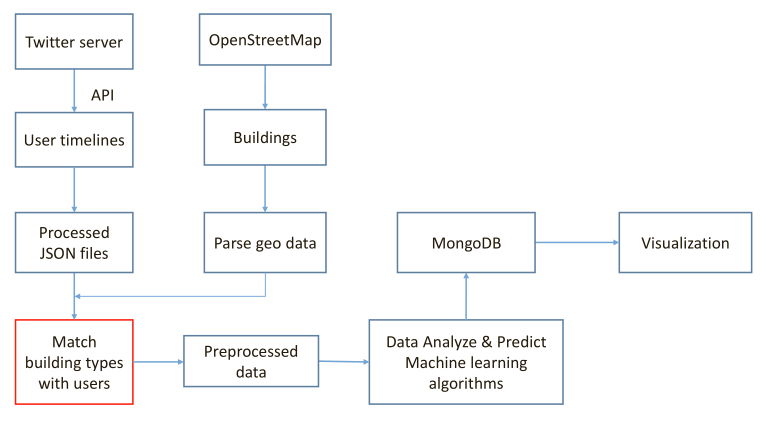 Twitter server
OpenStreetMap
API
User timelines
Buildings
Processed
JSON files
Parse geo data
MongoDB
Visualization
Match
building types
with users
Preprocessed
data
Data Analyze & Predict
Machine learning
algorithms